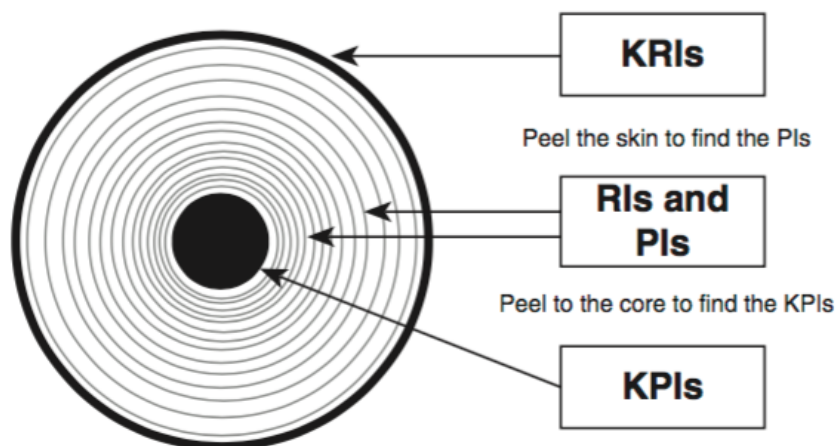 KRIs
Peel the skin to find the PIs
RIs and
PIs
Peel to the core to find the KPIs
KPIs